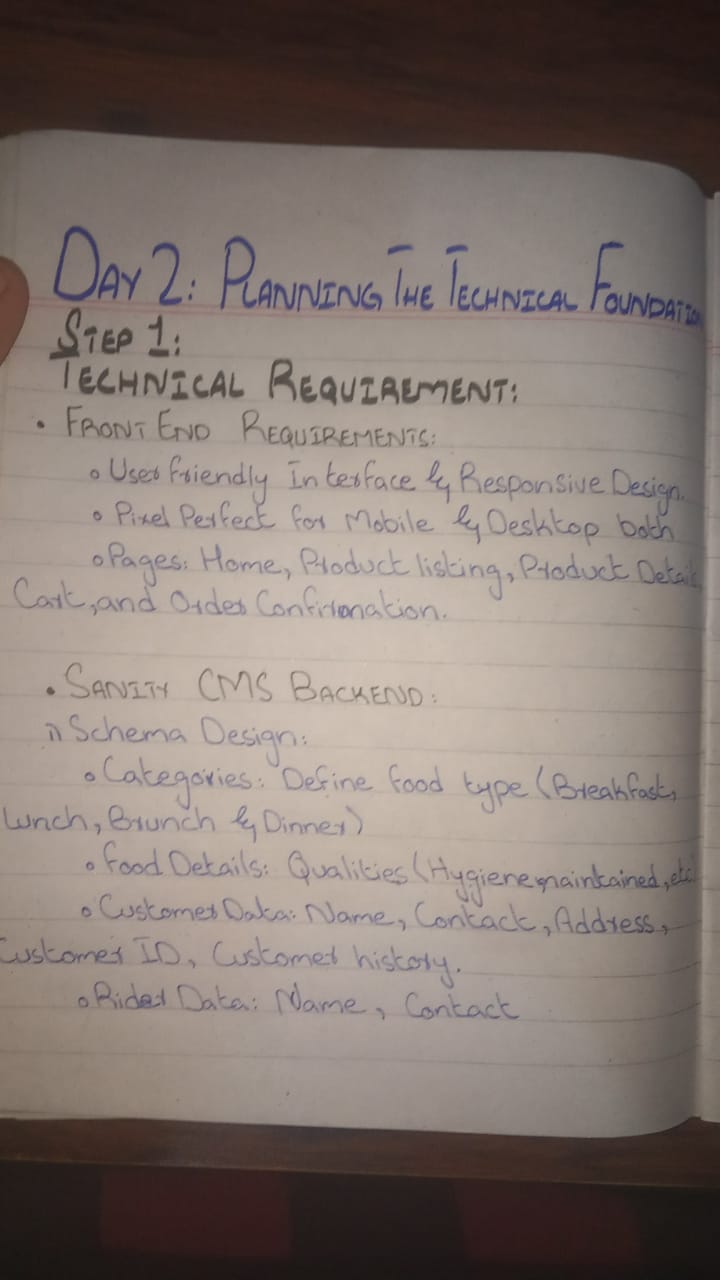 DAY 2: PLANNING THE TECHNICAL FOUNDATION
STEP 1:
TECHNICAL REQUIREMENT:
• FRONT END REQUIREMENTS:
∘ User friendly Interface & Responsive Design.
∘ Pixel Perfect for Mobile & Desktop both
∘ Pages: Home, Product listing, Product Detail,
Cart, and Order Confirmation.
• SANITY CMS BACKEND:
1) Schema Design:
∘ Categories: Define food type (Breakfast,
Lunch, Brunch & Dinner)
∘ Food Details: Qualities (Hygiene maintained, etc)
∘ Customer Data: Name, Contact, Address,
Customer ID, Customer history.
∘ Rider Data: Name, Contact